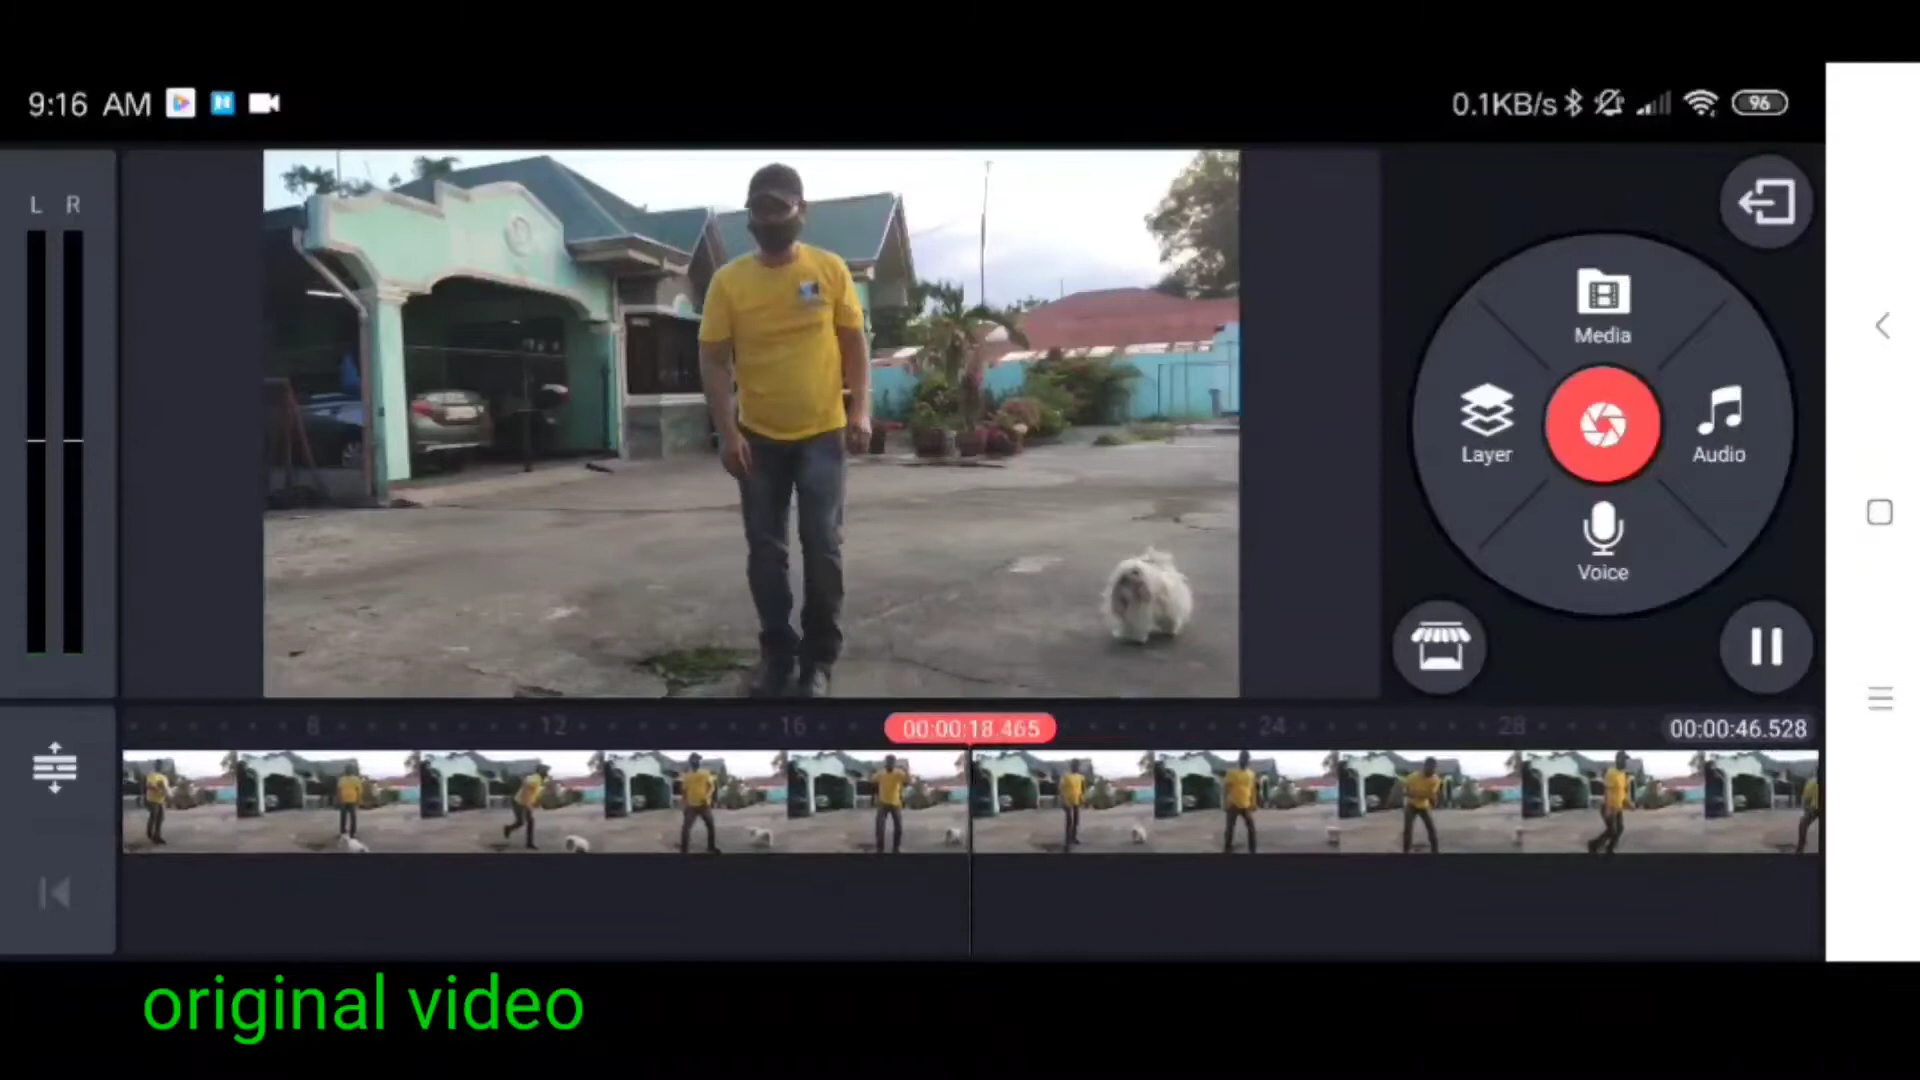 9:16 AM
0.1KB/s
96
L R
Media
Layer
Audio
Voice
8 12 16 00:00:18.465 24 28 00:00:46.528
original video